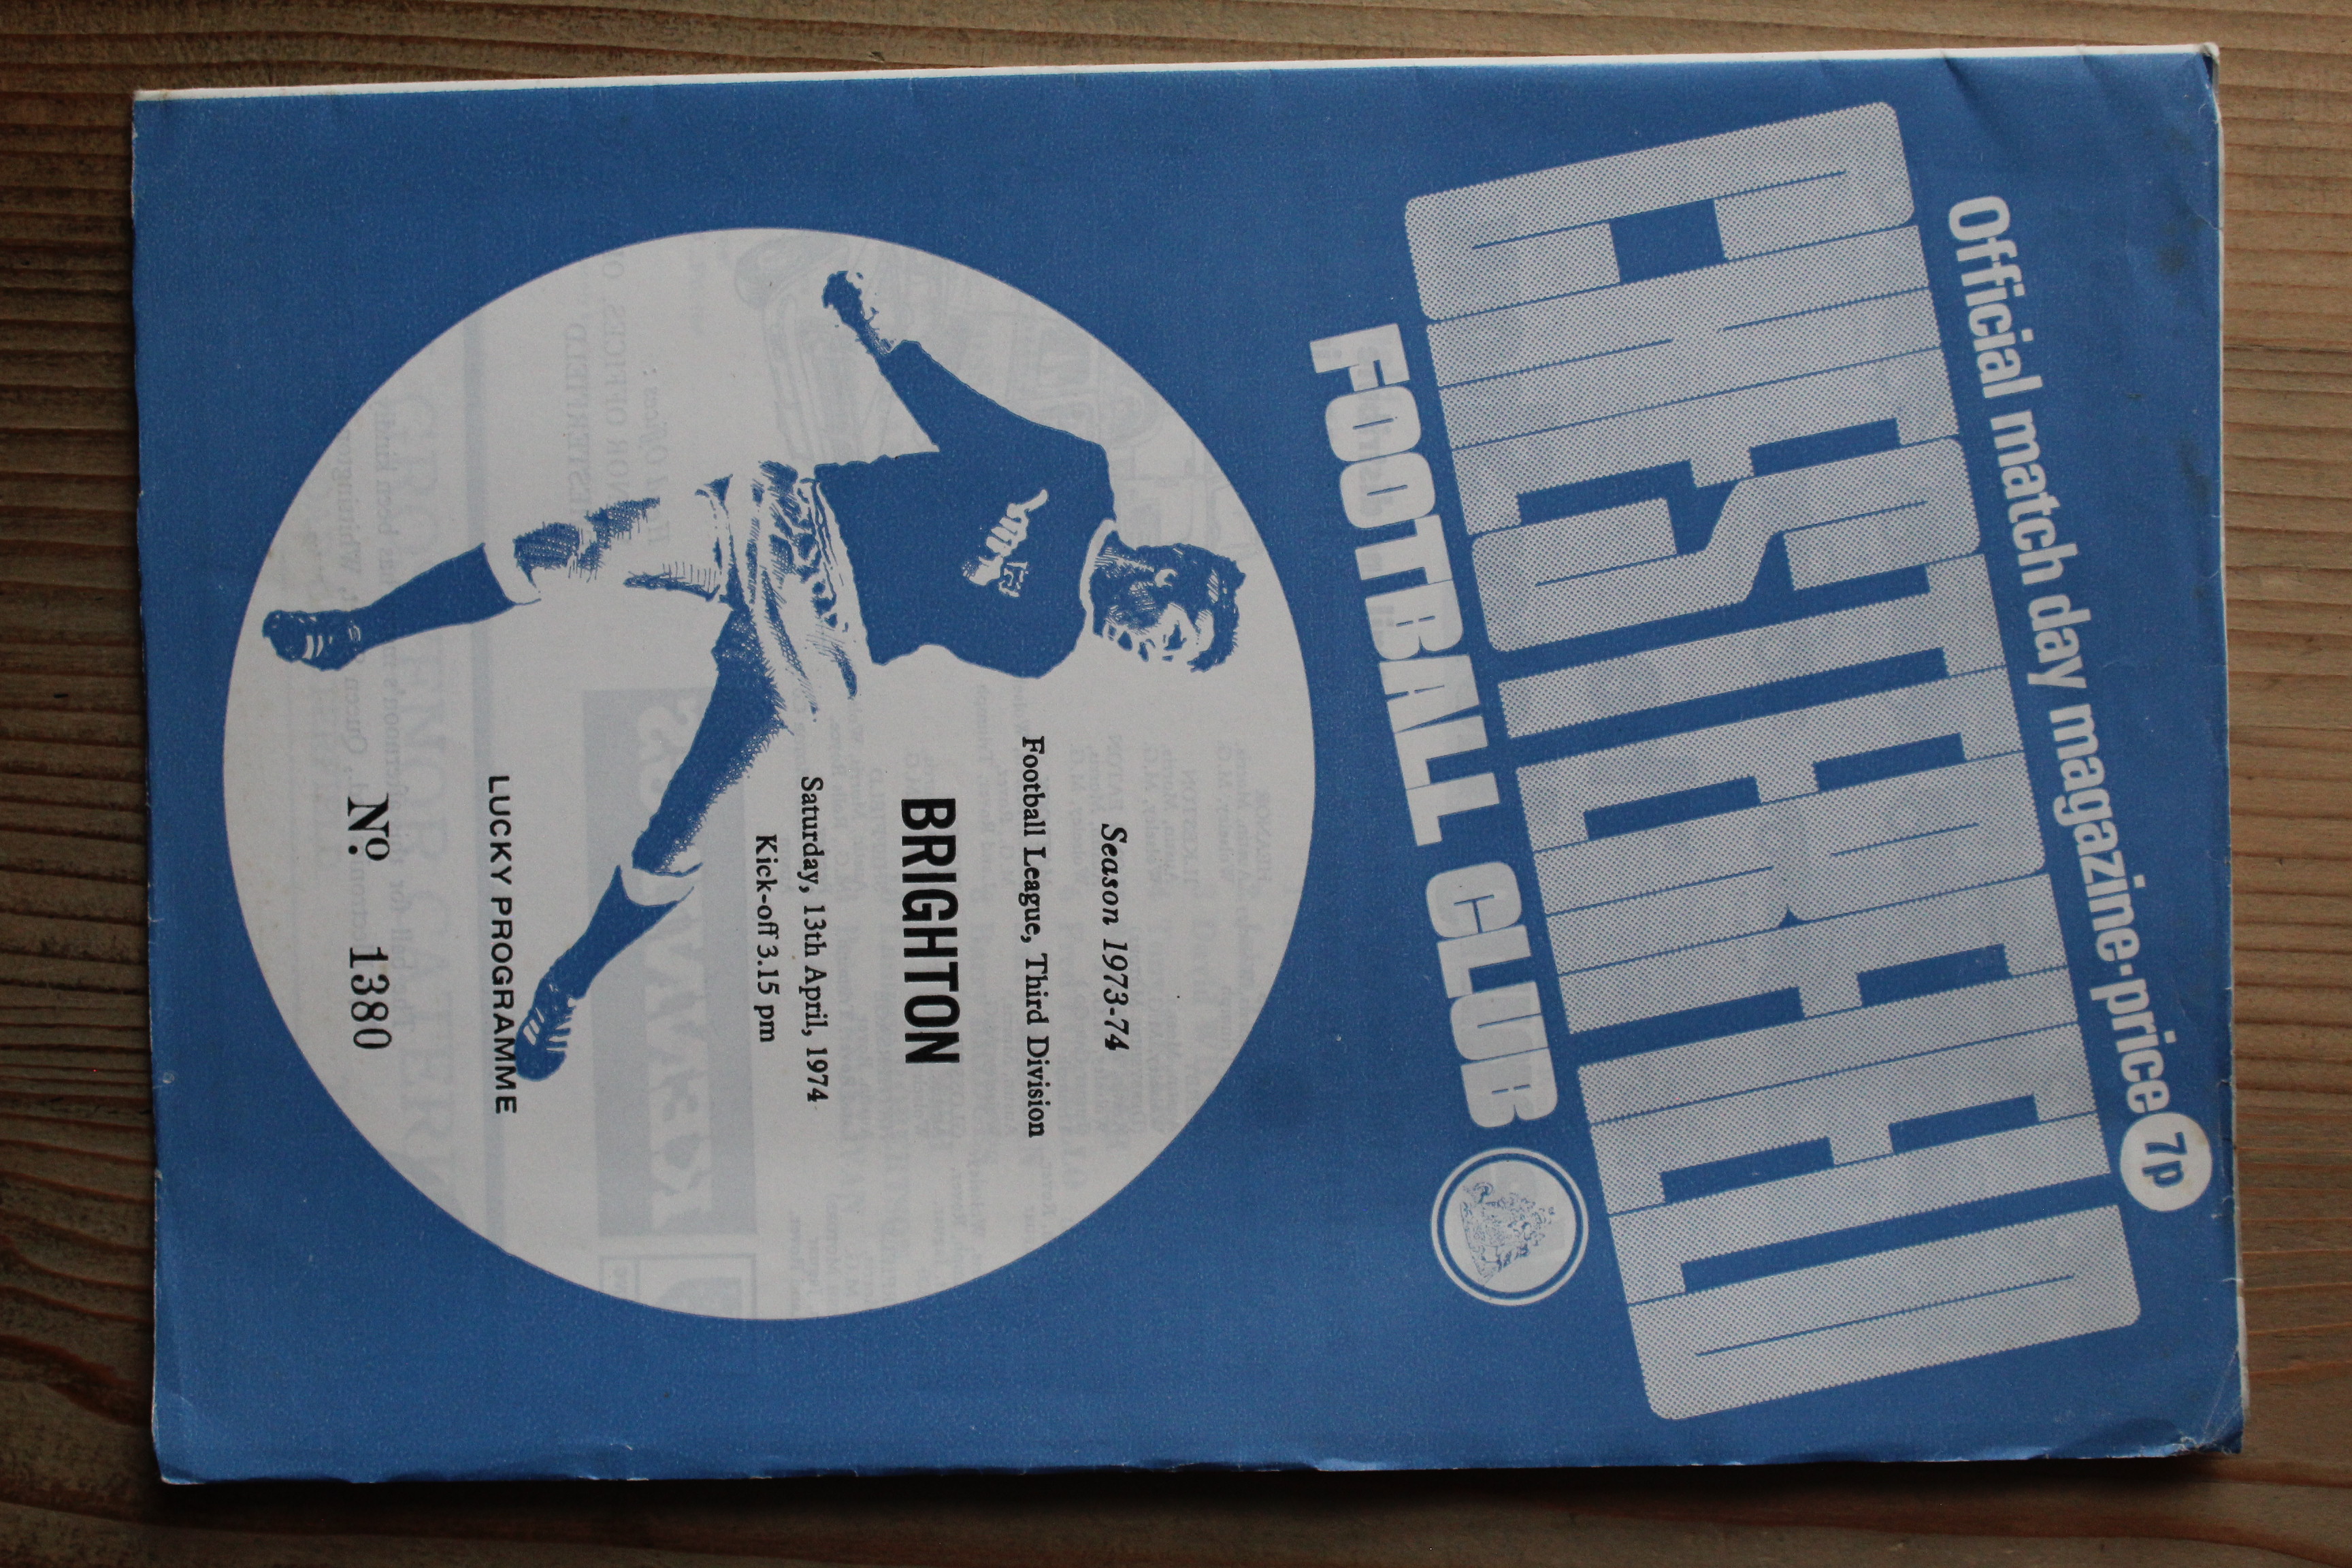 Official match day magazine·price 7p
CHESTERFIELD
FOOTBALL CLUB
Season 1973-74
Football League, Third Division
BRIGHTON
Saturday, 13th April, 1974
Kick-off 3.15 pm
LUCKY PROGRAMME
No. 1380